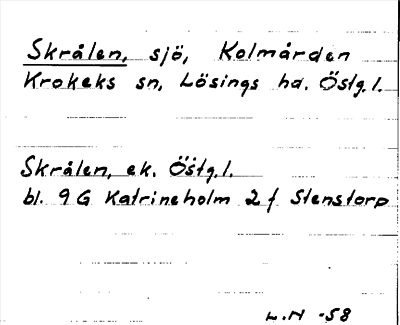 Skrålen, sjö, Kolmården
Krokeks sn, Lösings hd. Östg.l.
Skrålen, ek. Östg.l.
bl. 9 G Katrineholm 2 f Stenstorp
L.N -58